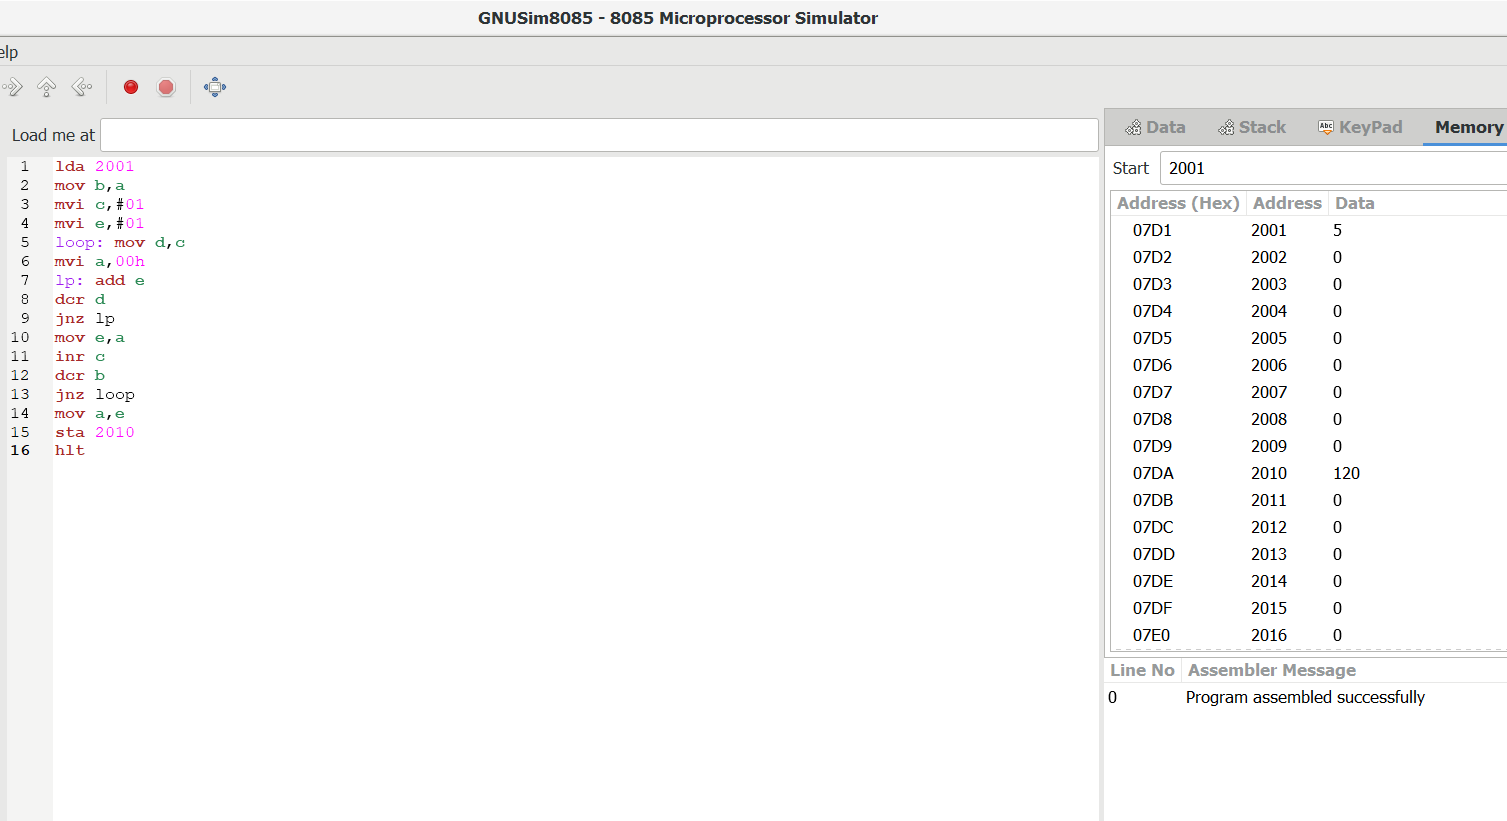 GNUSim8085 - 8085 Microprocessor Simulator
elp
Load me at
1 lda 2001
2 mov b,a
3 mvi c,#01
4 mvi e,#01
5 loop: mov d,c
6 mvi a,00h
7 lp: add e
8 dcr d
9 jnz lp
10 mov e,a
11 inr c
12 dcr b
13 jnz loop
14 mov a,e
15 sta 2010
16 hlt
Data Stack Abc KeyPad Memory
Start 2001
Address (Hex) Address Data
07D1 2001 5
07D2 2002 0
07D3 2003 0
07D4 2004 0
07D5 2005 0
07D6 2006 0
07D7 2007 0
07D8 2008 0
07D9 2009 0
07DA 2010 120
07DB 2011 0
07DC 2012 0
07DD 2013 0
07DE 2014 0
07DF 2015 0
07E0 2016 0
Line No Assembler Message
0 Program assembled successfully